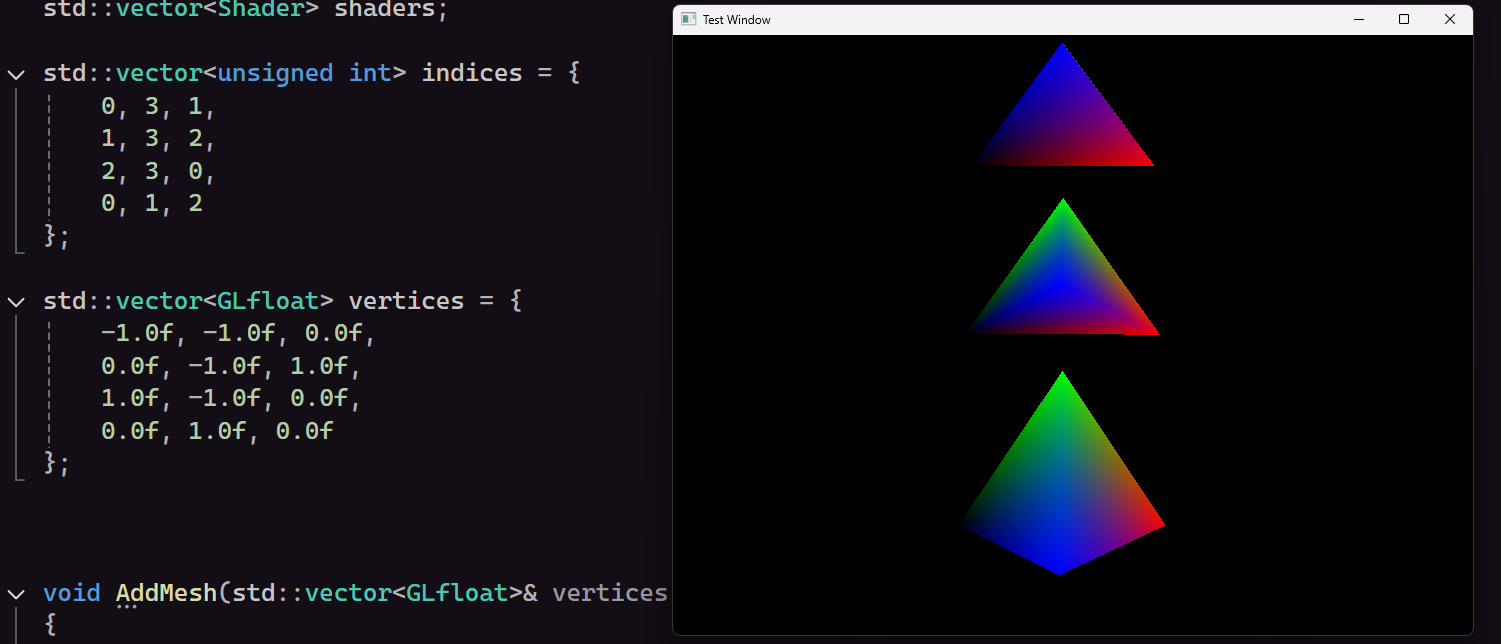 std::vector<Shader> shaders;
std::vector<unsigned int> indices = {
0, 3, 1,
1, 3, 2,
2, 3, 0,
0, 1, 2
};
std::vector<GLfloat> vertices = {
-1.0f, -1.0f, 0.0f,
0.0f, -1.0f, 1.0f,
1.0f, -1.0f, 0.0f,
0.0f, 1.0f, 0.0f
};
void AddMesh(std::vector<GLfloat>& vertices
{
Test Window